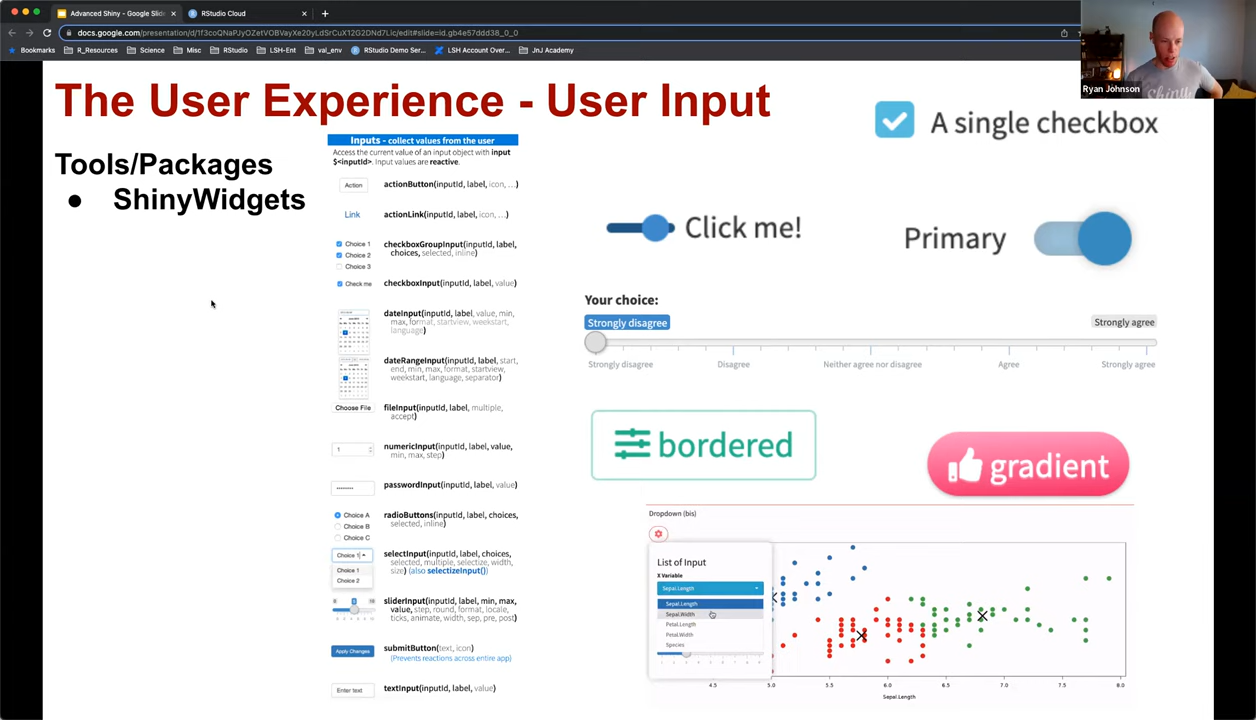 Advanced Shiny - Google Slide
RStudio Cloud
docs.google.com/presentation/d/1f3coQNaPJyOZetVOBVayXe20yLdSrCuX12G2DNd7Lic/edit#slide=id.gb4e57ddd38_0_0
Bookmarks
R_Resources
Science
Misc
RStudio
LSH-Ent
val_env
RStudio Demo Ser...
LSH Account Over...
JnJ Academy
Ryan Johnson
The User Experience - User Input
Tools/Packages
● ShinyWidgets
Inputs - collect values from the user
Access the current value of an input object with input
$<inputId>. Input values are reactive.
Action
actionButton(inputId, label, icon, ...)
Link
actionLink(inputId, label, icon, ...)
Choice 1
Choice 2
Choice 3
checkboxGroupInput(inputId, label,
choices, selected, inline)
Check me
checkboxInput(inputId, label, value)
dateInput(inputId, label, value, min,
max, format, startview, weekstart,
language)
dateRangeInput(inputId, label, start,
end, min, max, format, startview,
weekstart, language, separator)
Choose File
fileInput(inputId, label, multiple,
accept)
1
numericInput(inputId, label, value,
min, max, step)
passwordInput(inputId, label, value)
Choice A
Choice B
Choice C
radioButtons(inputId, label, choices,
selected, inline)
Choice 1
Choice 1
Choice 2
selectInput(inputId, label, choices,
selected, multiple, selectize, width,
size) (also selectizeInput())
sliderInput(inputId, label, min, max,
value, step, round, format, locale,
ticks, animate, width, sep, pre, post)
Apply Changes
submitButton(text, icon)
(Prevents reactions across entire app)
Enter text
textInput(inputId, label, value)
A single checkbox
Click me!
Primary
Your choice:
Strongly disagree
Strongly agree
Strongly disagree
Disagree
Neither agree nor disagree
Agree
Strongly agree
bordered
gradient
Dropdown (bis)
List of Input
X Variable
Sepal.Length
Sepal.Length
Sepal.Width
Petal.Length
Petal.Width
Species
4.5
5.0
5.5
6.0
6.5
7.0
7.5
8.0
Sepal.Length